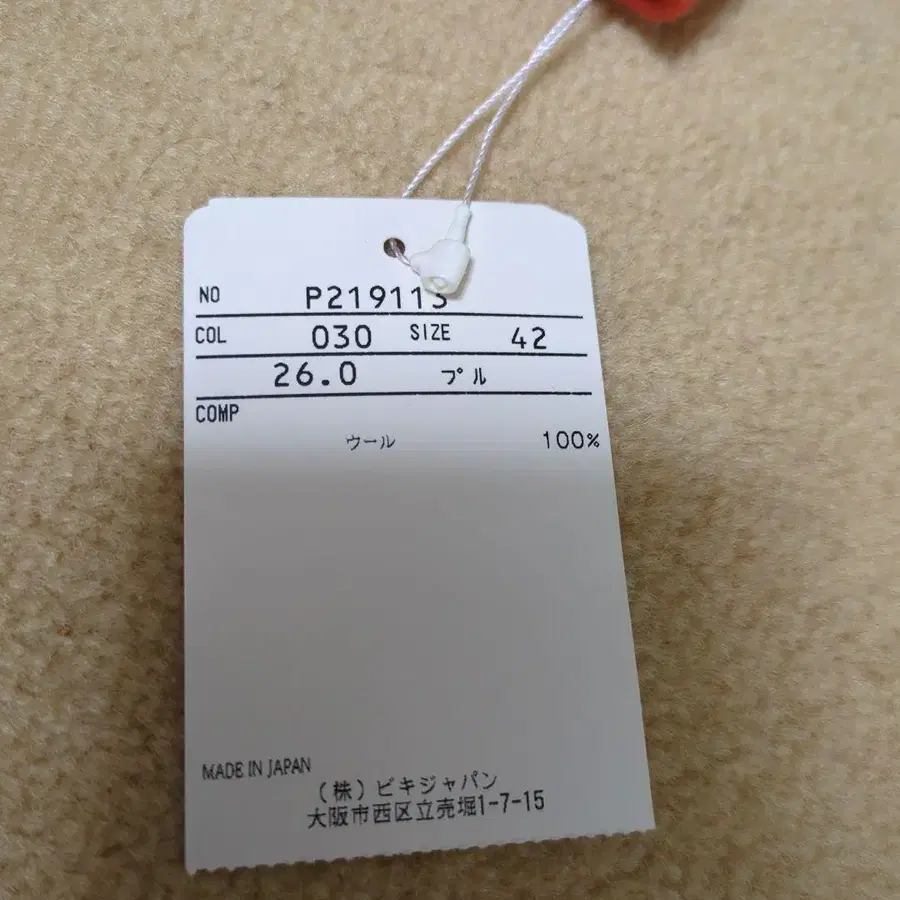 NO P219113
COL 030 SIZE 42
26.0 プル
COMP
ウール 100%
MADE IN JAPAN
(株)ビキジャパン
大阪市西区立売堀1-7-15